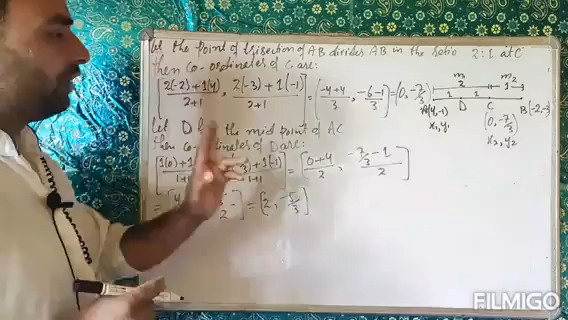 let the point of trisection of AB divides AB in the ratio 2:1 at C
then co-ordinates of C are:
[2(-2)+1(4)/2+1, 2(-3)+1(-1)/2+1] = [-4+4/3, -6-1/3] = (0, -7/3)
m1 m2
2 1
1 1
A(4,-1) D C B(-2,-3)
x1, y1 (0, -7/3)
x2, y2
let D be the mid point of AC
then co-ordinates of D are:
[1(0)+1 1(-1)/1+1] = [0+4/2, -7/3-1/2]
= [4 2] = [2, -5/3]
FILMIGO